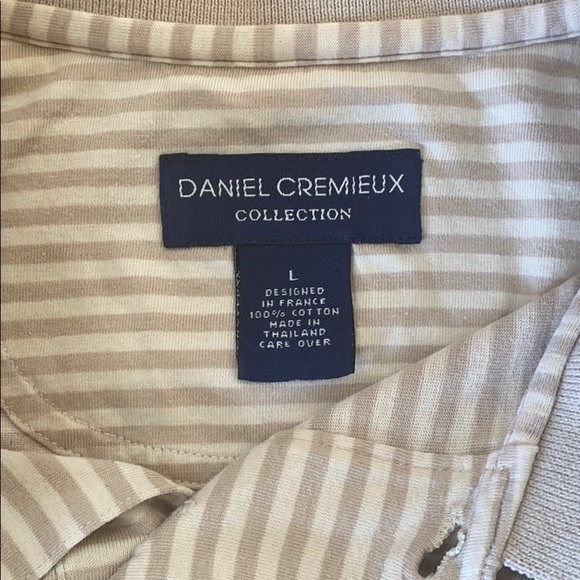 DANIEL CREMIEUX
COLLECTION
L
DESIGNED
IN FRANCE
100% COTTON
MADE IN
THAILAND
CARE OVER